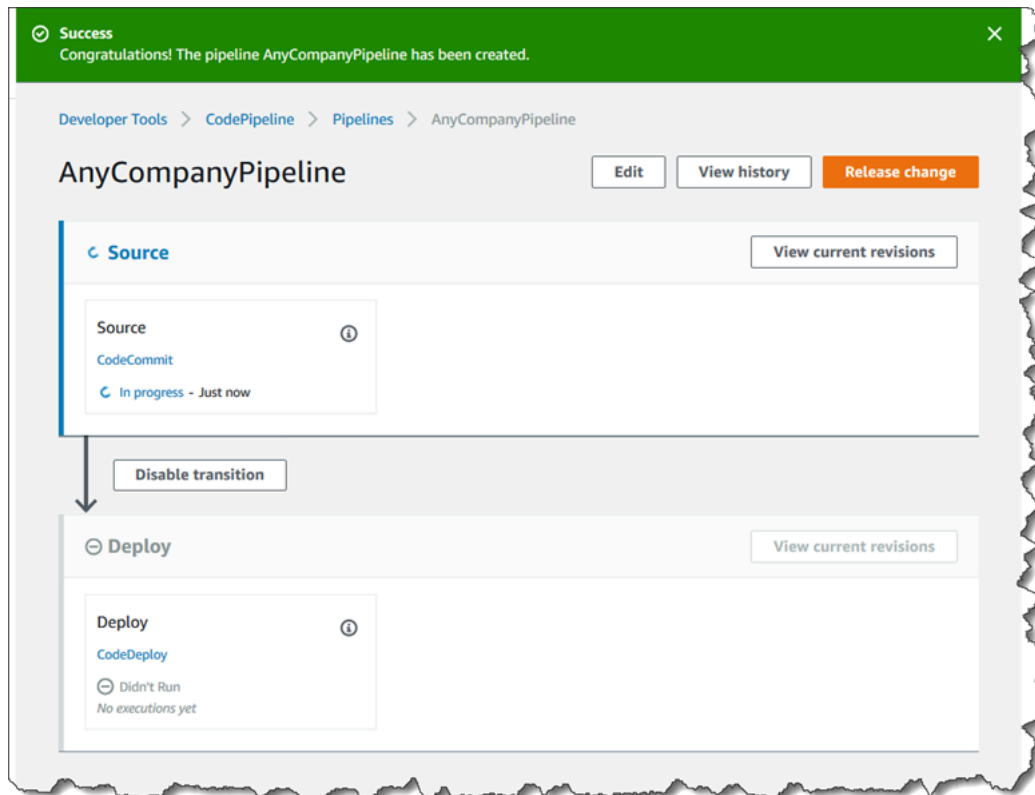 Success
Congratulations! The pipeline AnyCompanyPipeline has been created.
Developer Tools > CodePipeline > Pipelines > AnyCompanyPipeline
AnyCompanyPipeline
Edit
View history
Release change
Source
View current revisions
Source
CodeCommit
In progress - Just now
Disable transition
Deploy
View current revisions
Deploy
CodeDeploy
Didn't Run
No executions yet